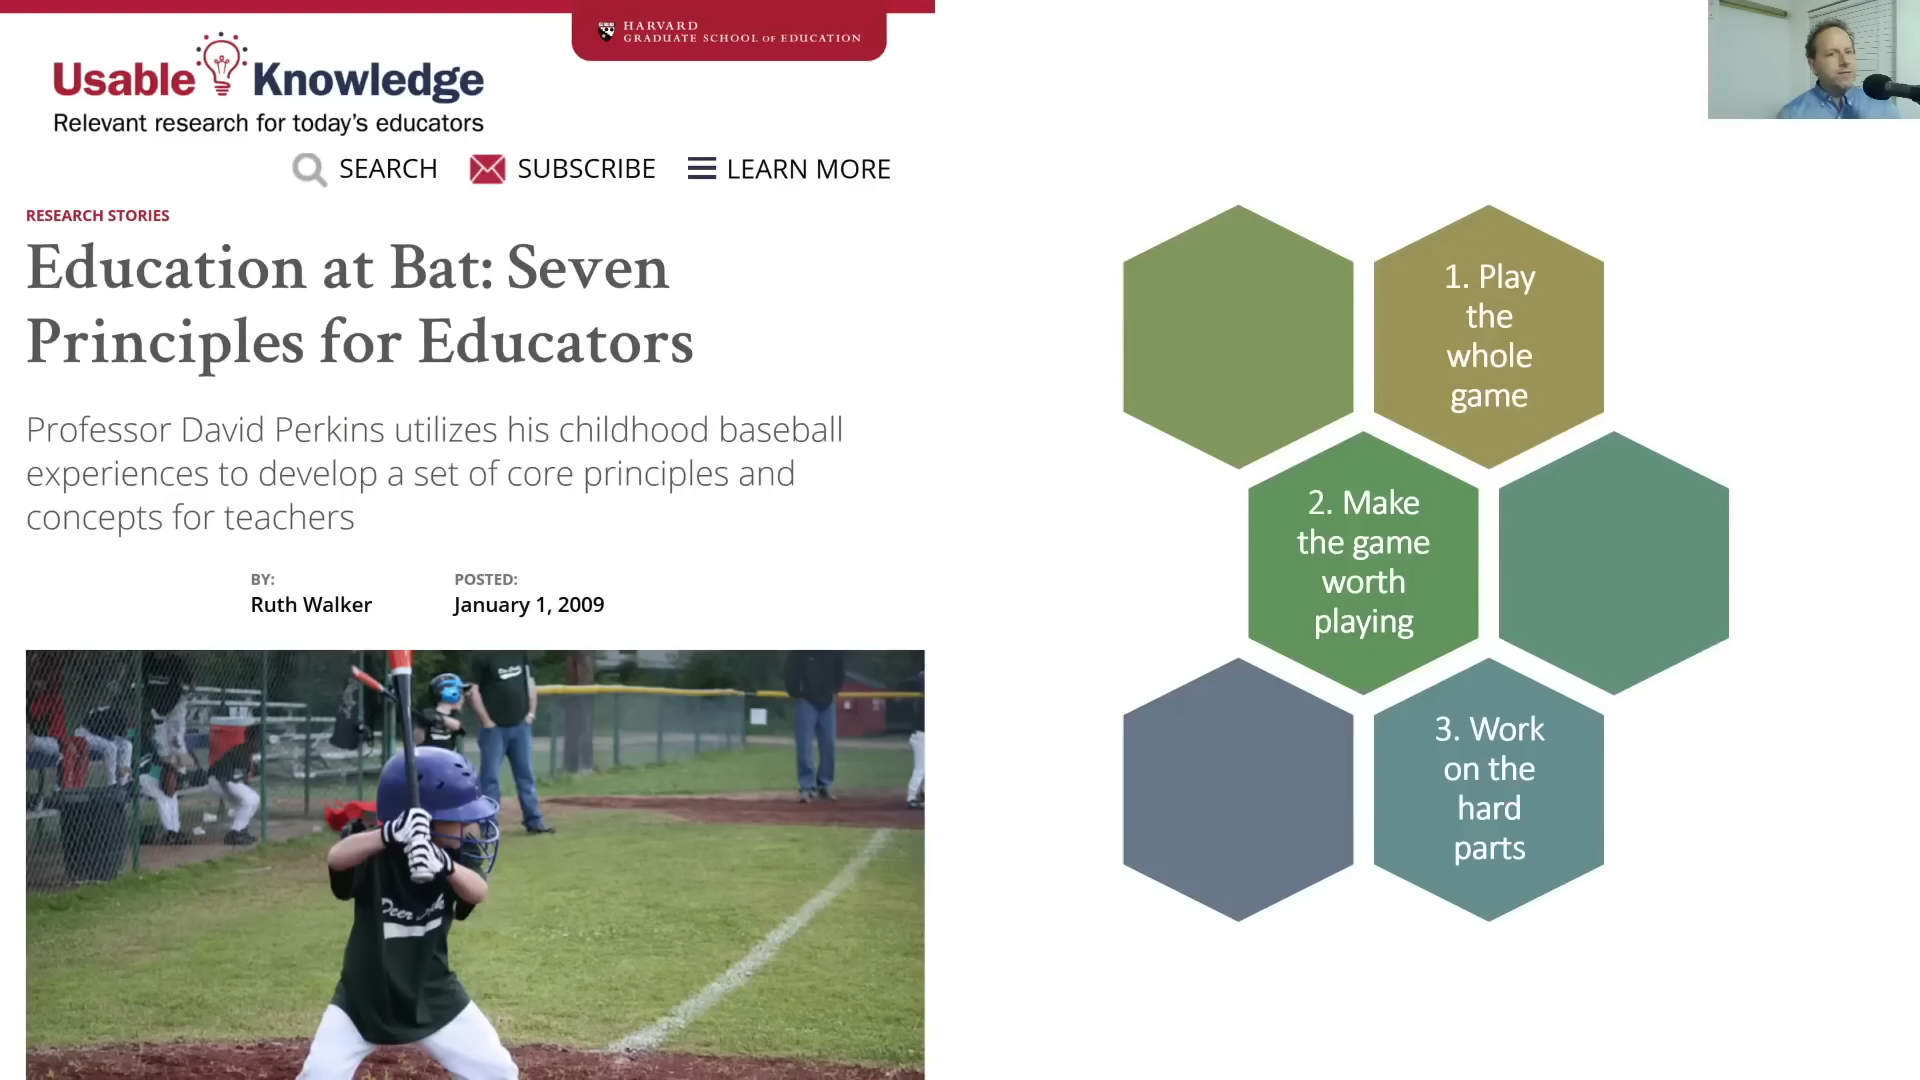 HARVARD
GRADUATE SCHOOL OF EDUCATION
Usable Knowledge
Relevant research for today's educators
SEARCH SUBSCRIBE LEARN MORE
RESEARCH STORIES
Education at Bat: Seven
Principles for Educators
Professor David Perkins utilizes his childhood baseball
experiences to develop a set of core principles and
concepts for teachers
BY: POSTED:
Ruth Walker January 1, 2009
1. Play
the
whole
game
2. Make
the game
worth
playing
3. Work
on the
hard
parts